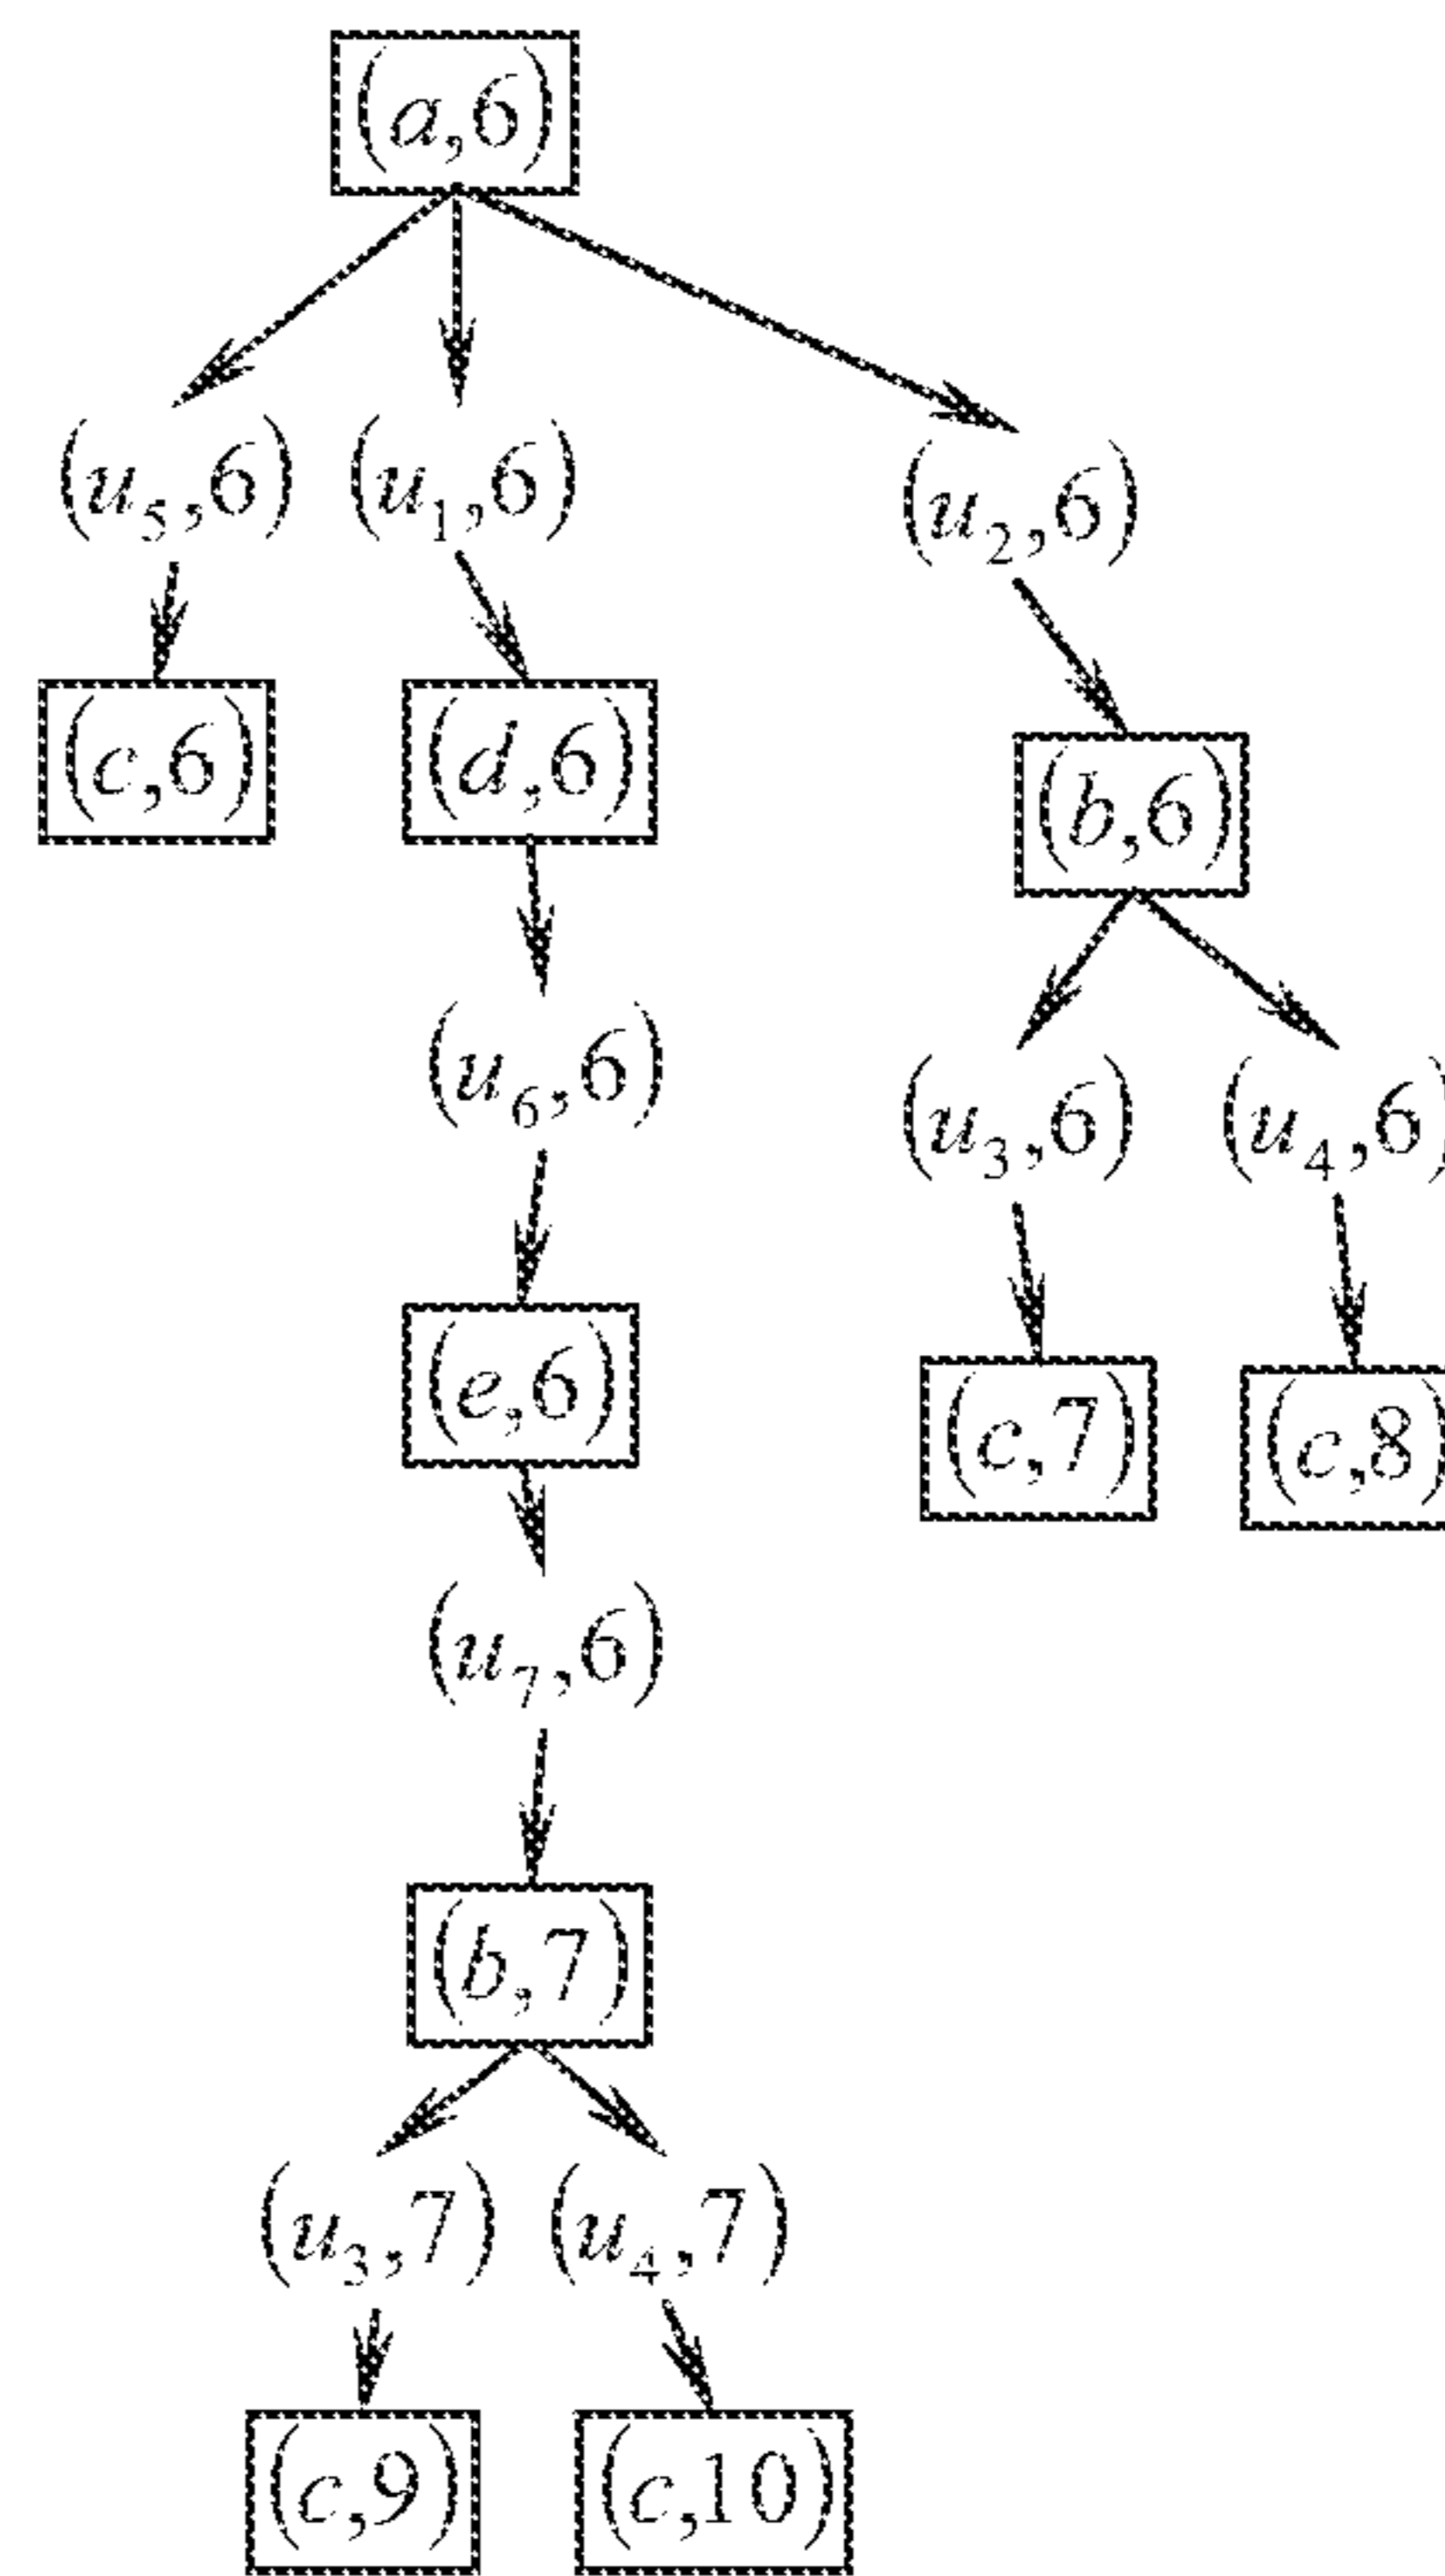 (a,6)
(u₅,6) (u₁,6) (u₂,6)
(c,6) (d,6) (b,6)
(u₆,6) (u₃,6) (u₄,6)
(e,6) (c,7) (c,8)
(u₇,6)
(b,7)
(u₃,7) (u₄,7)
(c,9) (c,10)